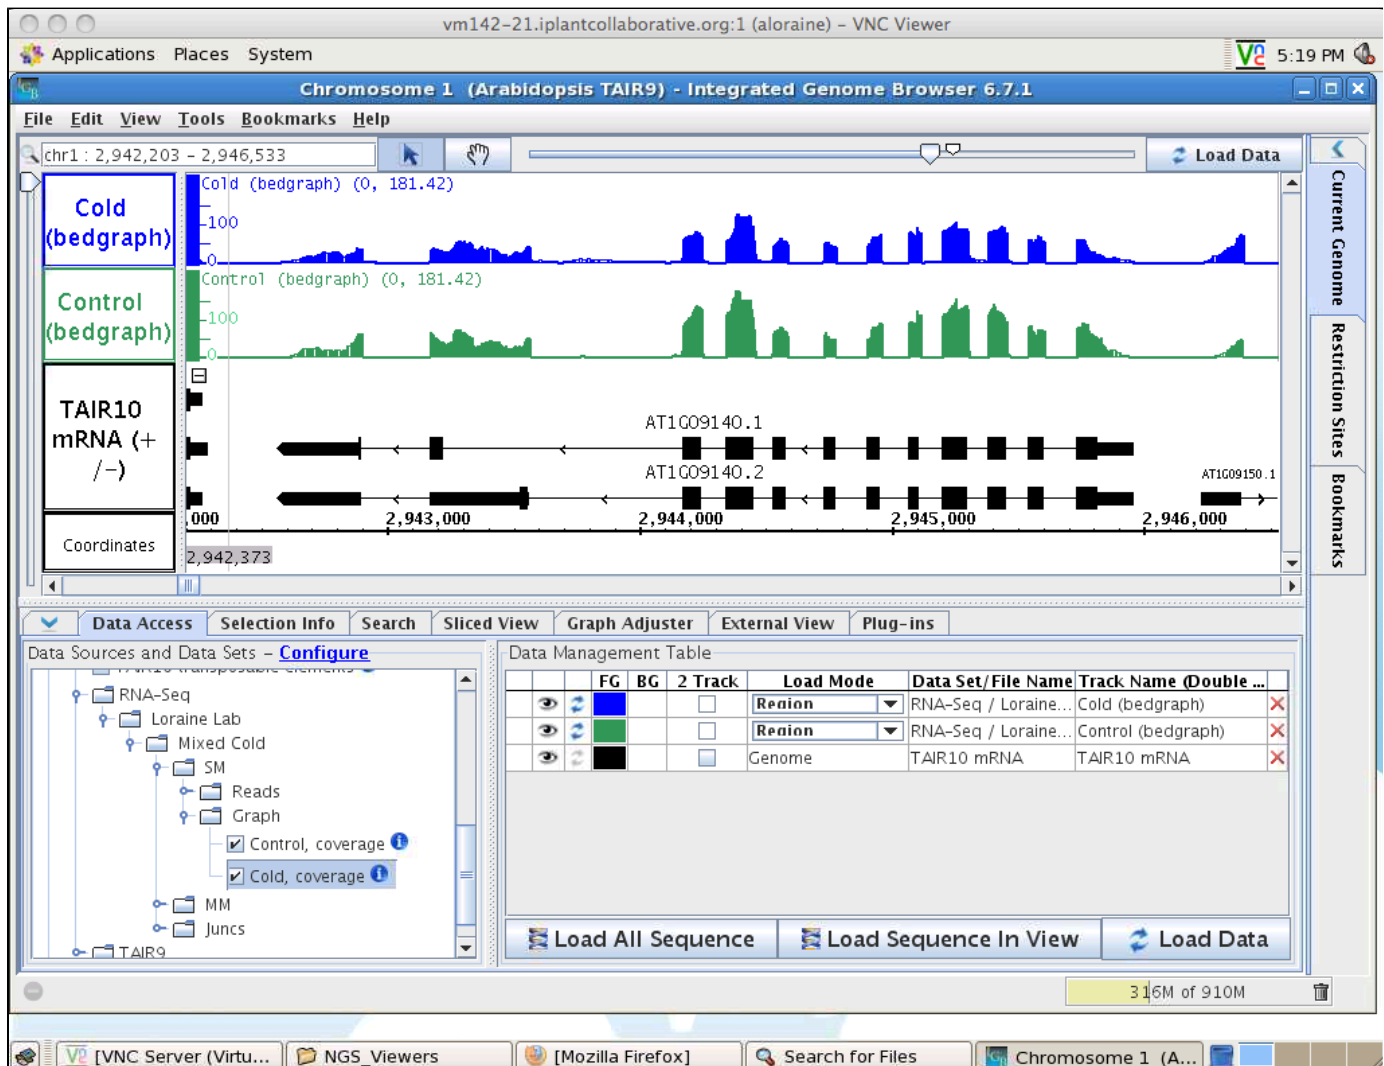 vm142-21.iplantcollaborative.org:1 (aloraine) – VNC Viewer
Applications Places System 5:19 PM
Chromosome 1 (Arabidopsis TAIR9) - Integrated Genome Browser 6.7.1
File Edit View Tools Bookmarks Help
chr1 : 2,942,203 - 2,946,533 Load Data
Cold (bedgraph)
Cold (bedgraph) (0, 181.42)
100
0
Control (bedgraph)
Control (bedgraph) (0, 181.42)
100
0
TAIR10 mRNA (+ /-)
AT1G09140.1
AT1G09140.2
AT1G09150.1
Coordinates
,000 2,943,000 2,944,000 2,945,000 2,946,000
2,942,373
Current Genome
Restriction Sites
Bookmarks
Data Access Selection Info Search Sliced View Graph Adjuster External View Plug-ins
Data Sources and Data Sets – Configure
TAIR10 transposable elements
RNA-Seq
Loraine Lab
Mixed Cold
SM
Reads
Graph
Control, coverage
Cold, coverage
MM
Juncs
TAIR9
Data Management Table
FG BG 2 Track Load Mode Data Set/File Name Track Name (Double ...
Region RNA-Seq / Loraine... Cold (bedgraph)
Region RNA-Seq / Loraine... Control (bedgraph)
Genome TAIR10 mRNA TAIR10 mRNA
Load All Sequence Load Sequence In View Load Data
316M of 910M
[VNC Server (Virtu... NGS_Viewers [Mozilla Firefox] Search for Files Chromosome 1 (A...